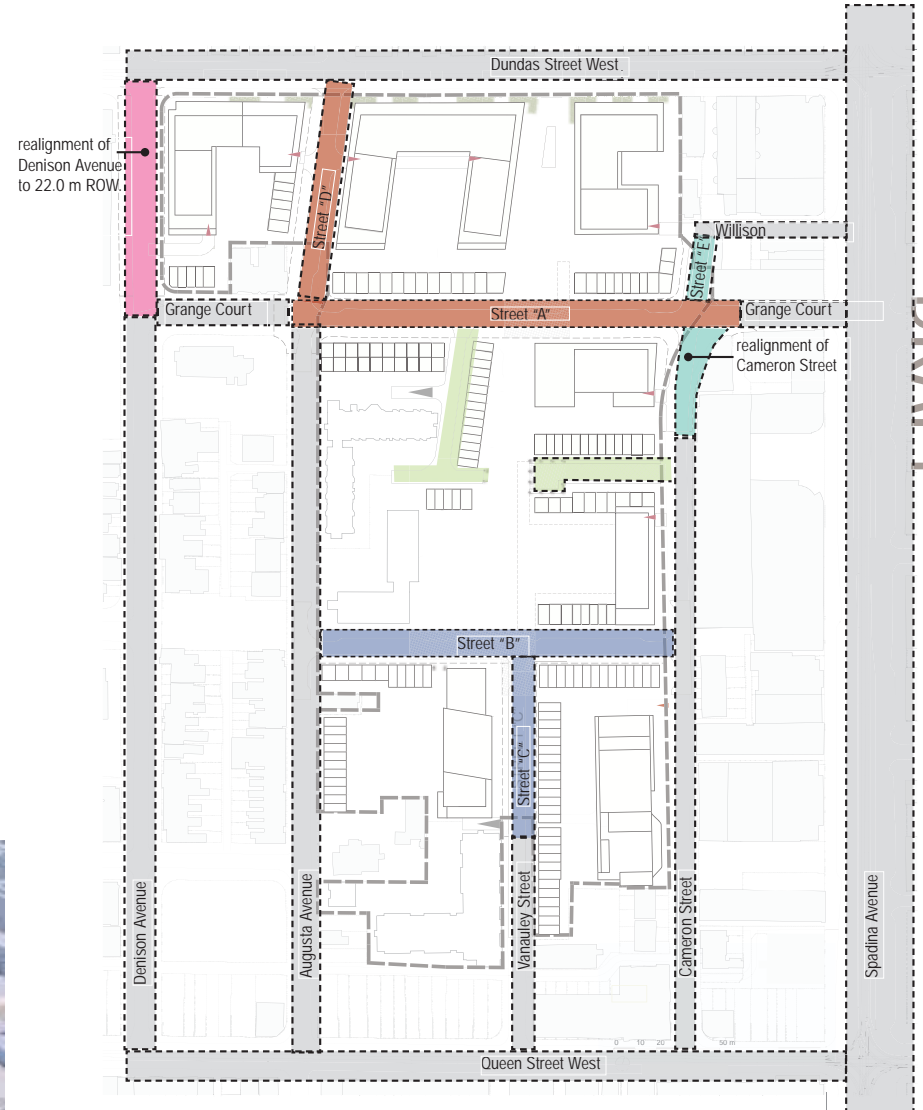 Dundas Street West
realignment of
Denison Avenue
to 22.0 m ROW
Street "D"
Willison
Street "E"
Grange Court
Street "A"
Grange Court
realignment of
Cameron Street
Street "B"
Street "C"
Denison Avenue
Augusta Avenue
Vanauley Street
Cameron Street
Spadina Avenue
0 10 20 50 m
Queen Street West